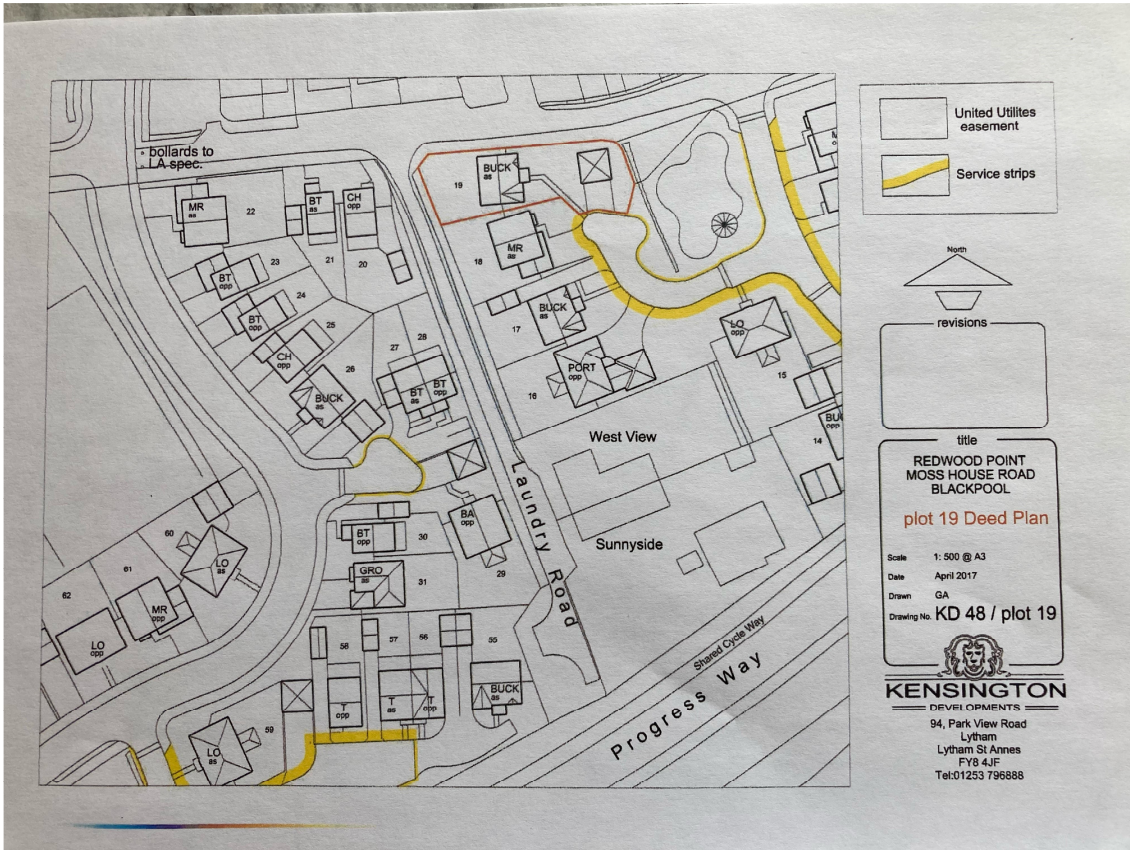 bollards to
LA spec.
MR
as
22
BT
as
CH
opp
21
20
23
BT
opp
24
BT
opp
25
CH
opp
26
BUCK
as
27
28
BT
as
BT
opp
19
BUCK
as
18
MR
as
17
BUCK
as
PORT
opp
16
LO
opp
15
14
BUC
opp
M
o
West View
Sunnyside
Laundry Road
BT
opp
30
BA
opp
29
GRO
as
31
60
LO
as
61
MR
opp
62
LO
opp
58
57
56
55
T
opp
T
as
T
opp
BUCK
as
59
LO
as
Shared Cycle Way
Progress Way
United Utilites
easement
Service strips
North
revisions
title
REDWOOD POINT
MOSS HOUSE ROAD
BLACKPOOL
plot 19 Deed Plan
Scale 1: 500 @ A3
Date April 2017
Drawn GA
Drawing No. KD 48 / plot 19
KENSINGTON
DEVELOPMENTS
94, Park View Road
Lytham
Lytham St Annes
FY8 4JF
Tel:01253 796888